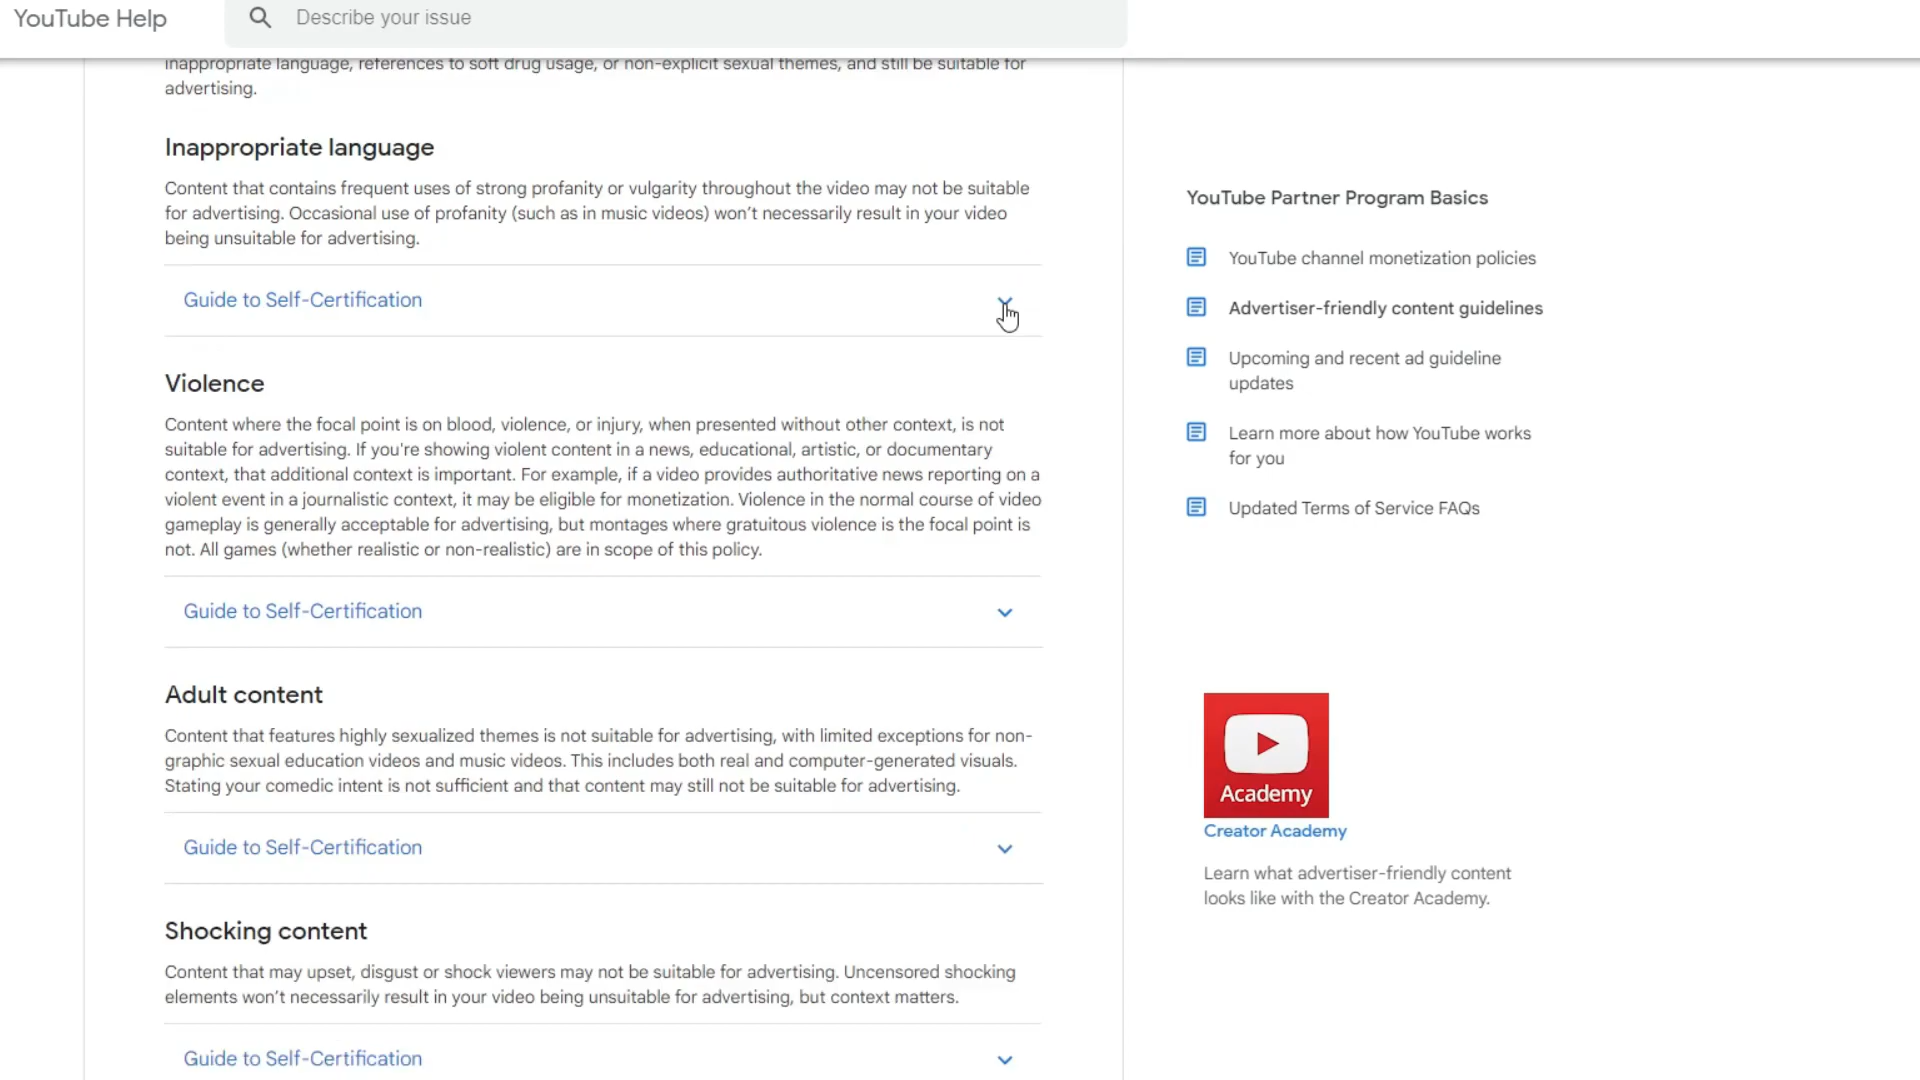 YouTube Help
Describe your issue
inappropriate language, references to soft drug usage, or non-explicit sexual themes, and still be suitable for
advertising.
Inappropriate language
Content that contains frequent uses of strong profanity or vulgarity throughout the video may not be suitable
for advertising. Occasional use of profanity (such as in music videos) won’t necessarily result in your video
being unsuitable for advertising.
Guide to Self-Certification
Violence
Content where the focal point is on blood, violence, or injury, when presented without other context, is not
suitable for advertising. If you're showing violent content in a news, educational, artistic, or documentary
context, that additional context is important. For example, if a video provides authoritative news reporting on a
violent event in a journalistic context, it may be eligible for monetization. Violence in the normal course of video
gameplay is generally acceptable for advertising, but montages where gratuitous violence is the focal point is
not. All games (whether realistic or non-realistic) are in scope of this policy.
Guide to Self-Certification
Adult content
Content that features highly sexualized themes is not suitable for advertising, with limited exceptions for non-
graphic sexual education videos and music videos. This includes both real and computer-generated visuals.
Stating your comedic intent is not sufficient and that content may still not be suitable for advertising.
Guide to Self-Certification
Shocking content
Content that may upset, disgust or shock viewers may not be suitable for advertising. Uncensored shocking
elements won’t necessarily result in your video being unsuitable for advertising, but context matters.
Guide to Self-Certification
YouTube Partner Program Basics
YouTube channel monetization policies
Advertiser-friendly content guidelines
Upcoming and recent ad guideline
updates
Learn more about how YouTube works
for you
Updated Terms of Service FAQs
Academy
Creator Academy
Learn what advertiser-friendly content
looks like with the Creator Academy.